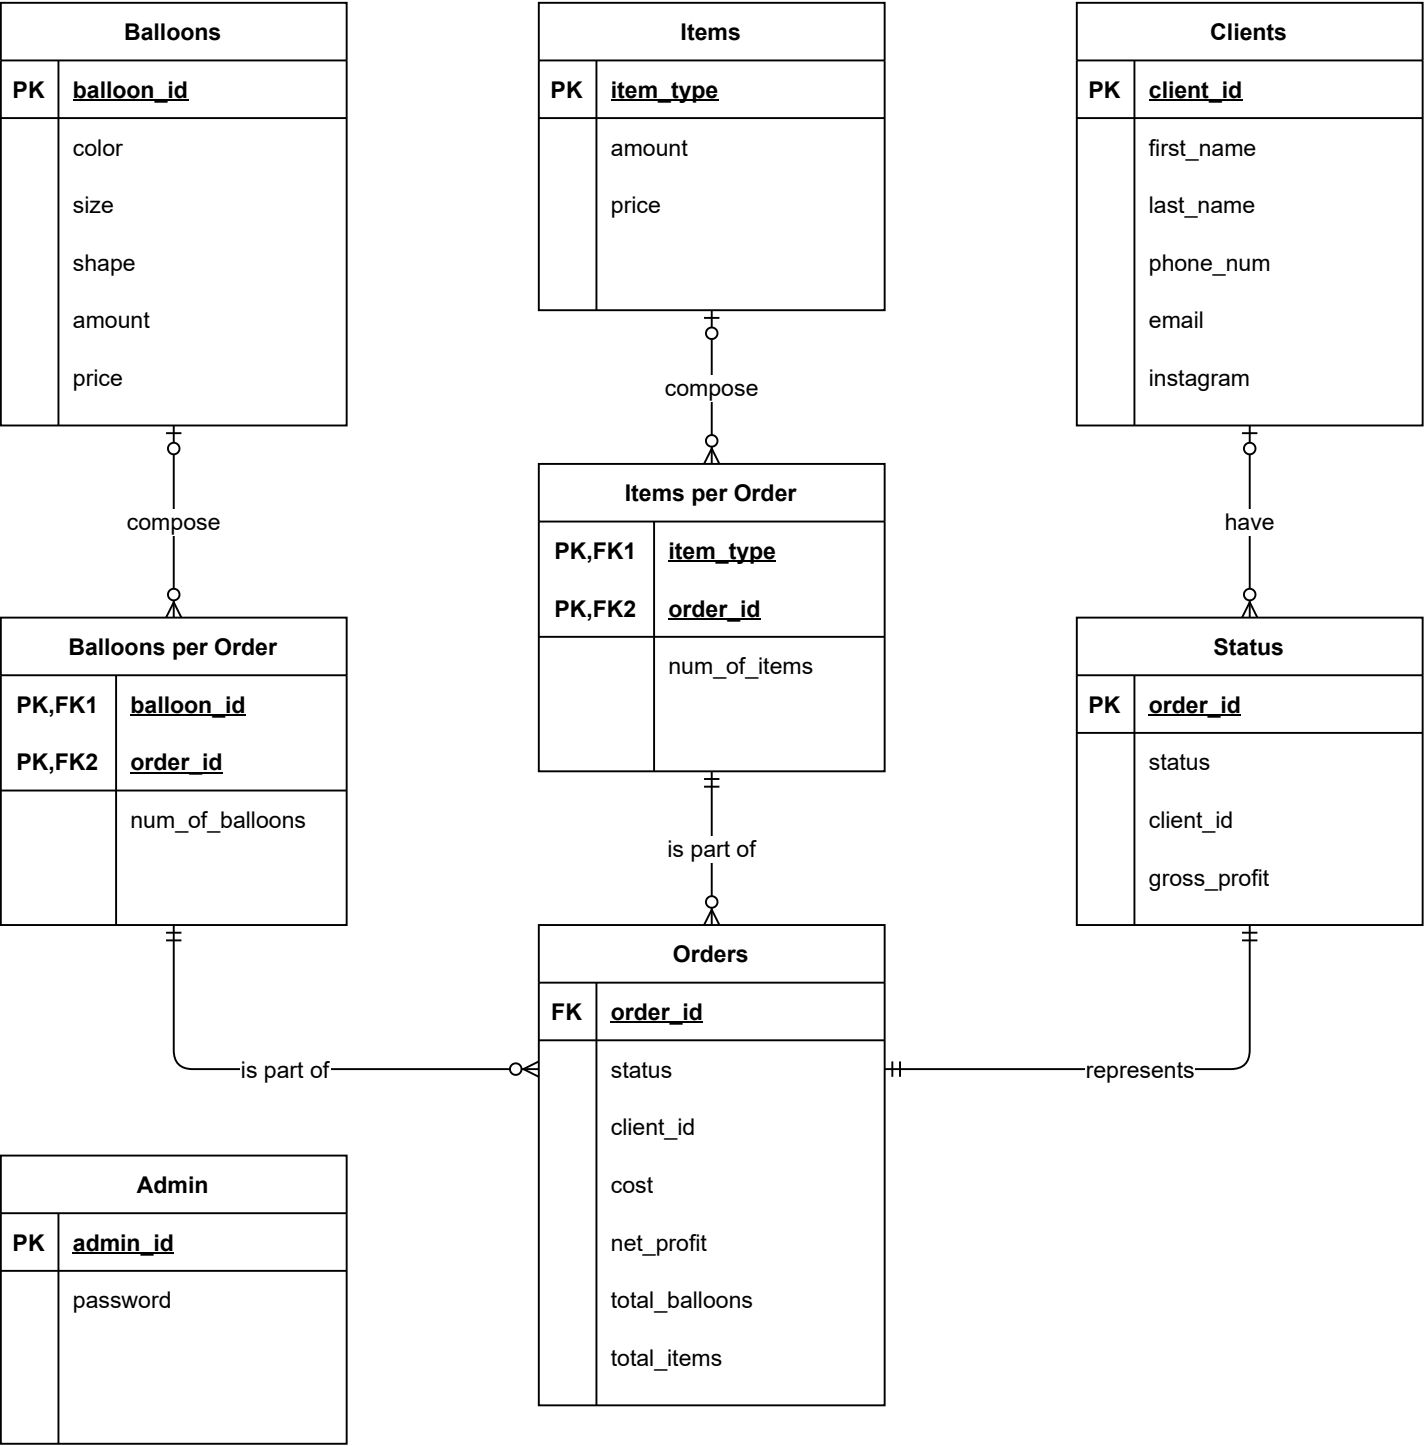 Balloons
PK balloon_id
color
size
shape
amount
price
Items
PK item_type
amount
price
Clients
PK client_id
first_name
last_name
phone_num
email
instagram
compose
compose
have
Balloons per Order
PK,FK1 balloon_id
PK,FK2 order_id
num_of_balloons
Items per Order
PK,FK1 item_type
PK,FK2 order_id
num_of_items
Status
PK order_id
status
client_id
gross_profit
is part of
is part of
represents
Orders
FK order_id
status
client_id
cost
net_profit
total_balloons
total_items
Admin
PK admin_id
password